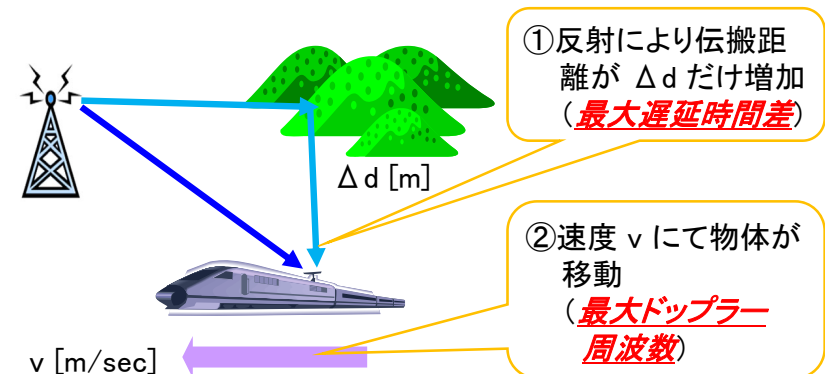 ①反射により伝搬距
離が Δdだけ増加
(最大遅延時間差)
Δd [m]
②速度 v にて物体が
移動
(最大ドップラー
周波数)
v [m/sec]